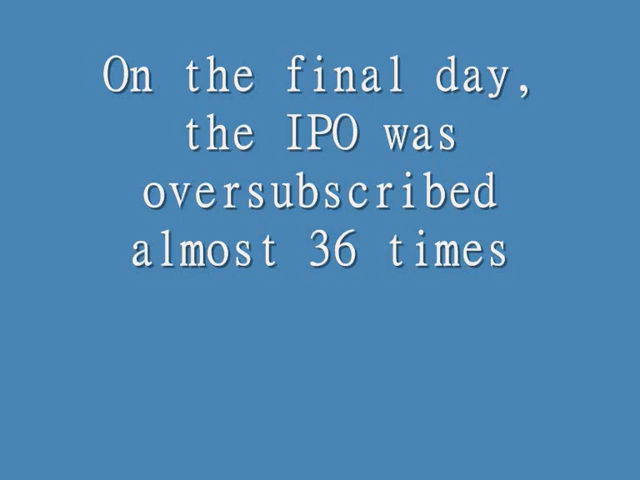 On the final day,
the IPO was
oversubscribed
almost 36 times